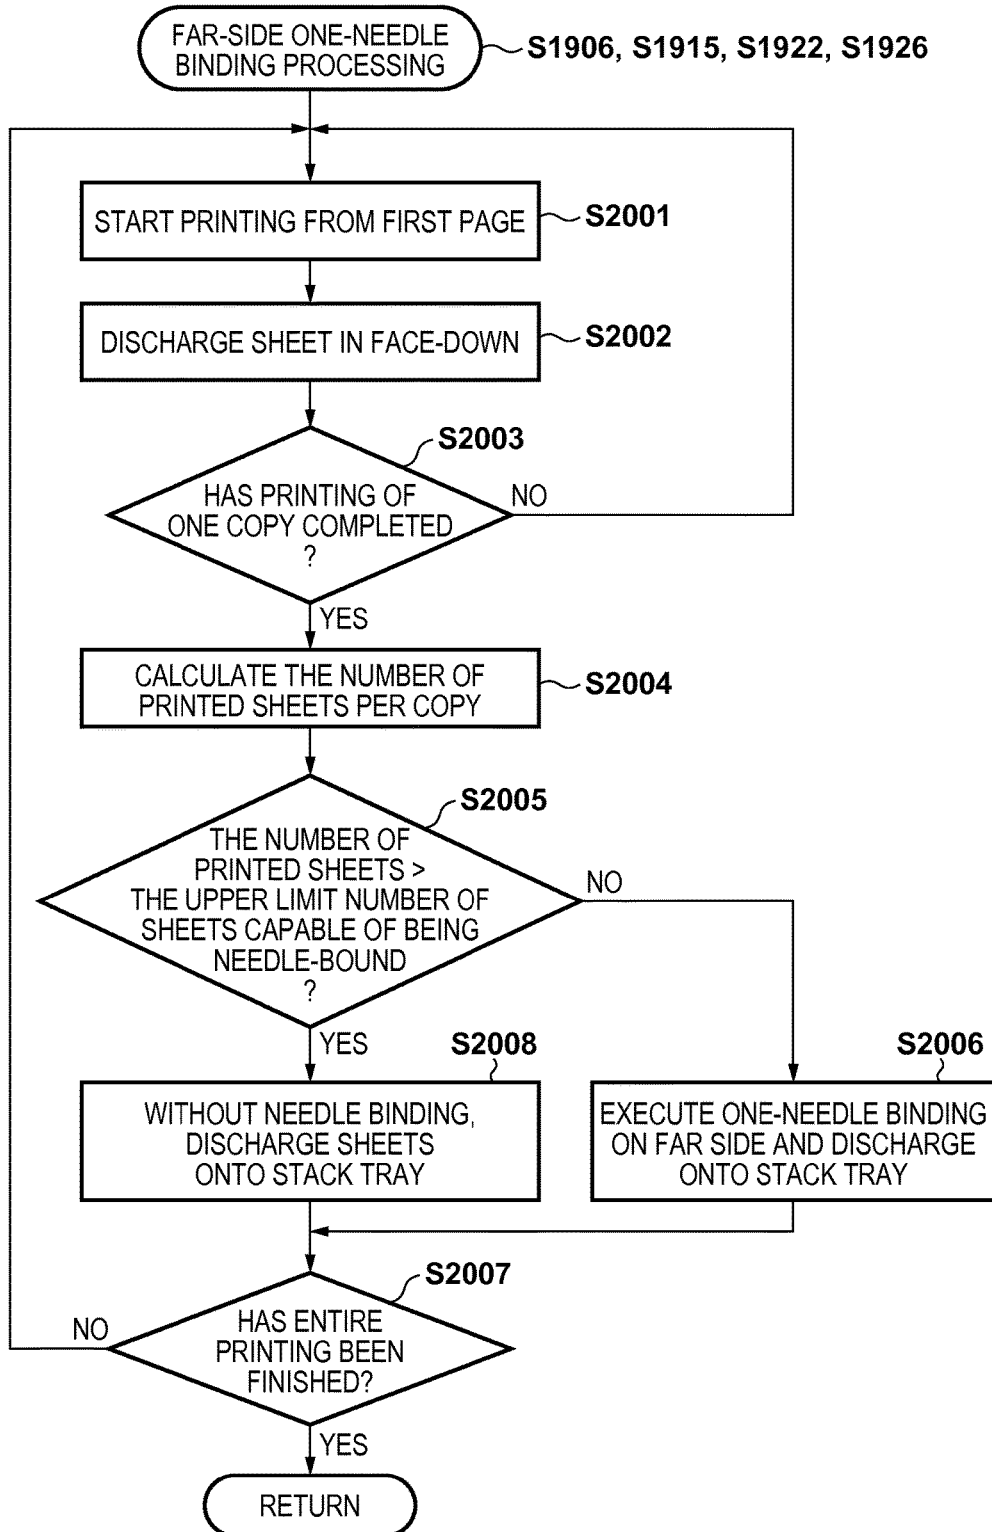 FAR-SIDE ONE-NEEDLE
BINDING PROCESSING
S1906, S1915, S1922, S1926
START PRINTING FROM FIRST PAGE
S2001
DISCHARGE SHEET IN FACE-DOWN
S2002
S2003
HAS PRINTING OF
ONE COPY COMPLETED
?
NO
YES
CALCULATE THE NUMBER OF
PRINTED SHEETS PER COPY
S2004
S2005
THE NUMBER OF
PRINTED SHEETS >
THE UPPER LIMIT NUMBER OF
SHEETS CAPABLE OF BEING
NEEDLE-BOUND
?
NO
YES
S2008
WITHOUT NEEDLE BINDING,
DISCHARGE SHEETS
ONTO STACK TRAY
S2006
EXECUTE ONE-NEEDLE BINDING
ON FAR SIDE AND DISCHARGE
ONTO STACK TRAY
S2007
HAS ENTIRE
PRINTING BEEN
FINISHED?
NO
YES
RETURN